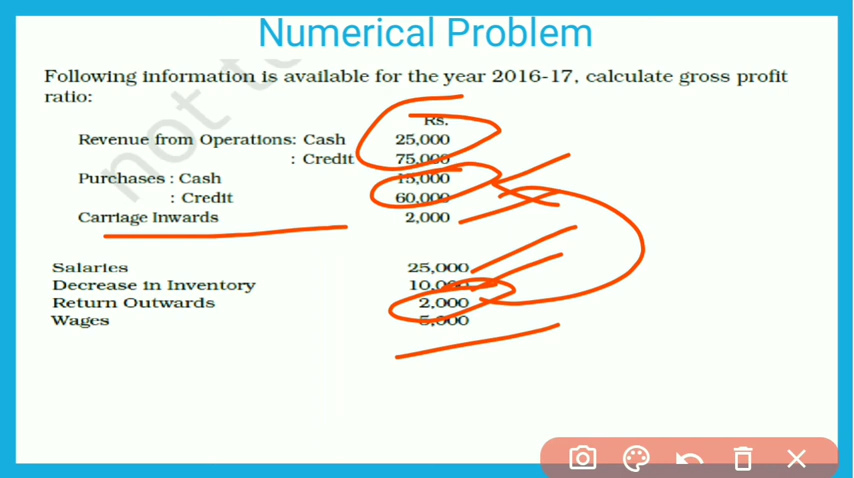 Numerical Problem
Following information is available for the year 2016-17, calculate gross profit
ratio:
Rs.
Revenue from Operations: Cash 25,000
: Credit 75,000
Purchases : Cash 15,000
: Credit 60,000
Carriage Inwards 2,000
Salaries 25,000
Decrease in Inventory 10,000
Return Outwards 2,000
Wages 5,000
not t